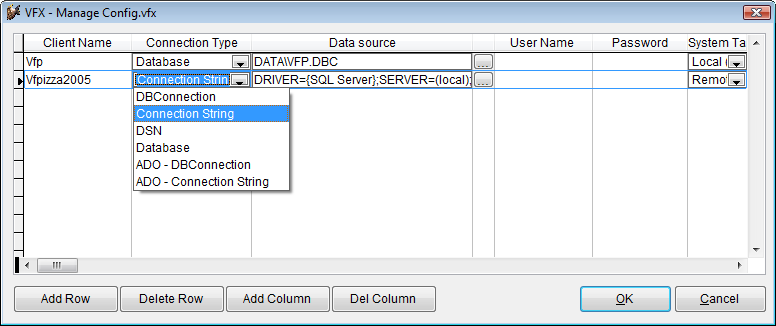 VFX - Manage Config.vfx
Client Name Connection Type Data source User Name Password System Ta
Vfp Database DATA\VFP.DBC ... Local (
Vfpizza2005 Connection Strin DRIVER={SQL Server};SERVER=(local); ... Remot
DBConnection
Connection String
DSN
Database
ADO - DBConnection
ADO - Connection String
Add Row Delete Row Add Column Del Column OK Cancel